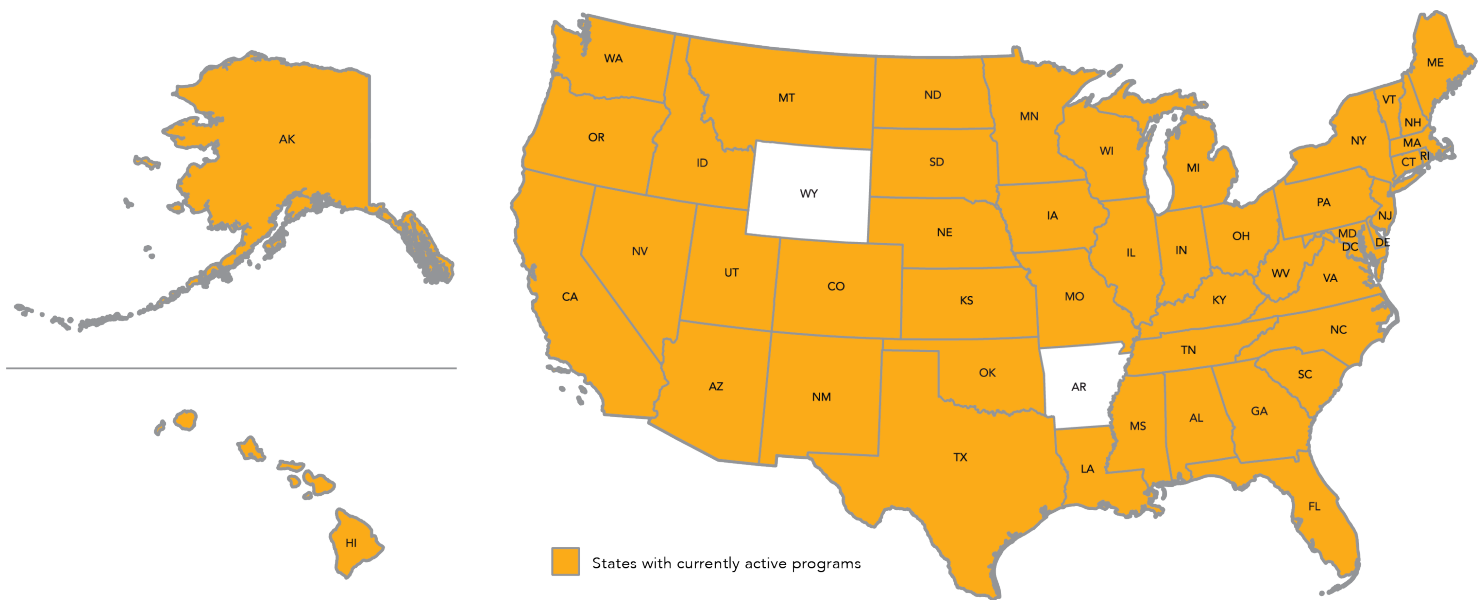 AK
HI
WA
OR
CA
NV
ID
MT
WY
UT
CO
AZ
NM
ND
SD
NE
KS
OK
TX
MN
IA
MO
AR
LA
WI
IL
MI
IN
OH
KY
TN
MS
AL
GA
FL
SC
NC
VA
WV
PA
NY
VT
NH
ME
MA
CT
RI
NJ
DE
MD
DC
States with currently active programs